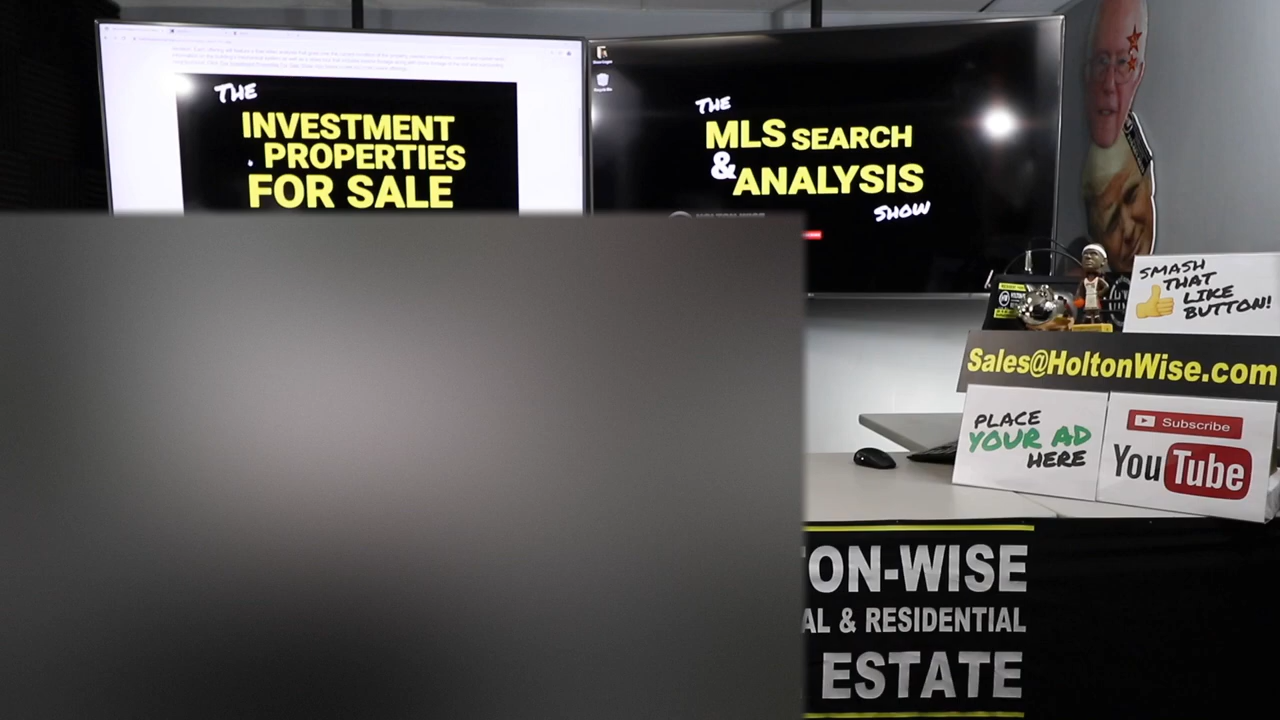 THE
INVESTMENT
PROPERTIES
FOR SALE
THE
MLS SEARCH
& ANALYSIS
SHOW
SMASH
THAT
LIKE
BUTTON!
Sales@HoltonWise.com
PLACE
YOUR AD
HERE
Subscribe
YouTube
TON-WISE
AL & RESIDENTIAL
ESTATE